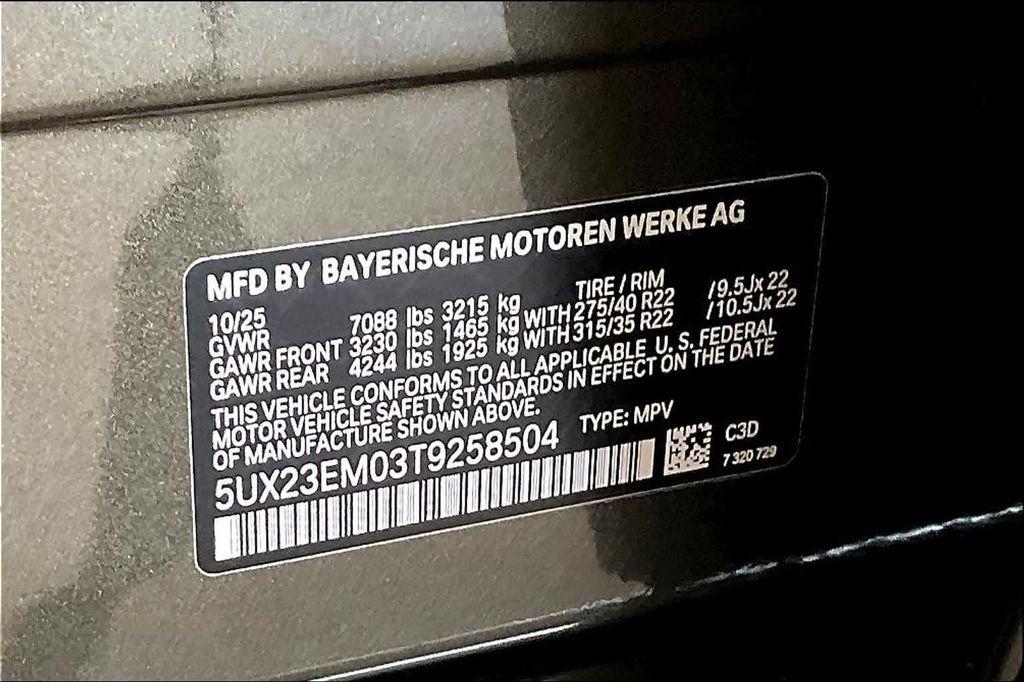 MFD BY BAYERISCHE MOTOREN WERKE AG
10/25 TIRE / RIM
GVWR 7088 lbs 3215 kg
GAWR FRONT 3230 lbs 1465 kg WITH 275/40 R22 /9.5Jx 22
GAWR REAR 4244 lbs 1925 kg WITH 315/35 R22 /10.5Jx 22
THIS VEHICLE CONFORMS TO ALL APPLICABLE U. S. FEDERAL
MOTOR VEHICLE SAFETY STANDARDS IN EFFECT ON THE DATE
OF MANUFACTURE SHOWN ABOVE.
5UX23EM03T9258504 TYPE: MPV
C3D
7 320 729